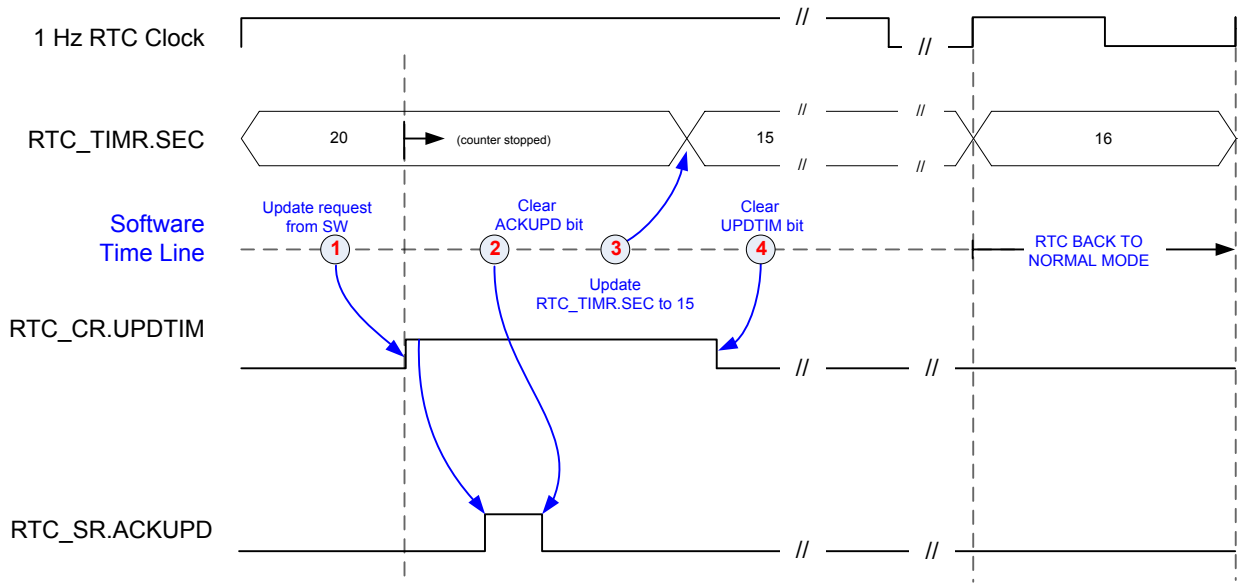 1 Hz RTC Clock
//
//
RTC_TIMR.SEC
20
(counter stopped)
//
15
//
//
//
16
Software
Time Line
Update request
from SW
1
Clear
ACKUPD bit
2
3
Update
RTC_TIMR.SEC to 15
Clear
UPDTIM bit
4
RTC BACK TO
NORMAL MODE
RTC_CR.UPDTIM
//
//
RTC_SR.ACKUPD
//
//